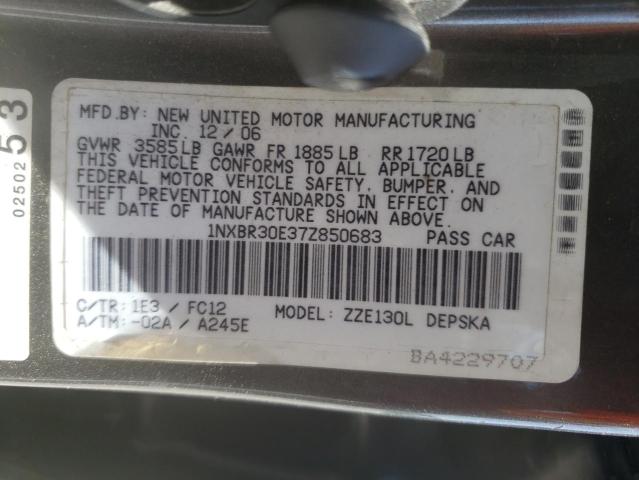 MFD.BY: NEW UNITED MOTOR MANUFACTURING
INC. 12/06
GVWR 3585LB GAWR FR 1885LB RR 1720LB
THIS VEHICLE CONFORMS TO ALL APPLICABLE
FEDERAL MOTOR VEHICLE SAFETY, BUMPER, AND
THEFT PREVENTION STANDARDS IN EFFECT ON
THE DATE OF MANUFACTURE SHOWN ABOVE.
1NXBR30E37Z850683 PASS CAR
C/TR: 1E3 / FC12 MODEL: ZZE130L DEPSKA
A/TM: -02A / A245E
BA4229707
02502
53